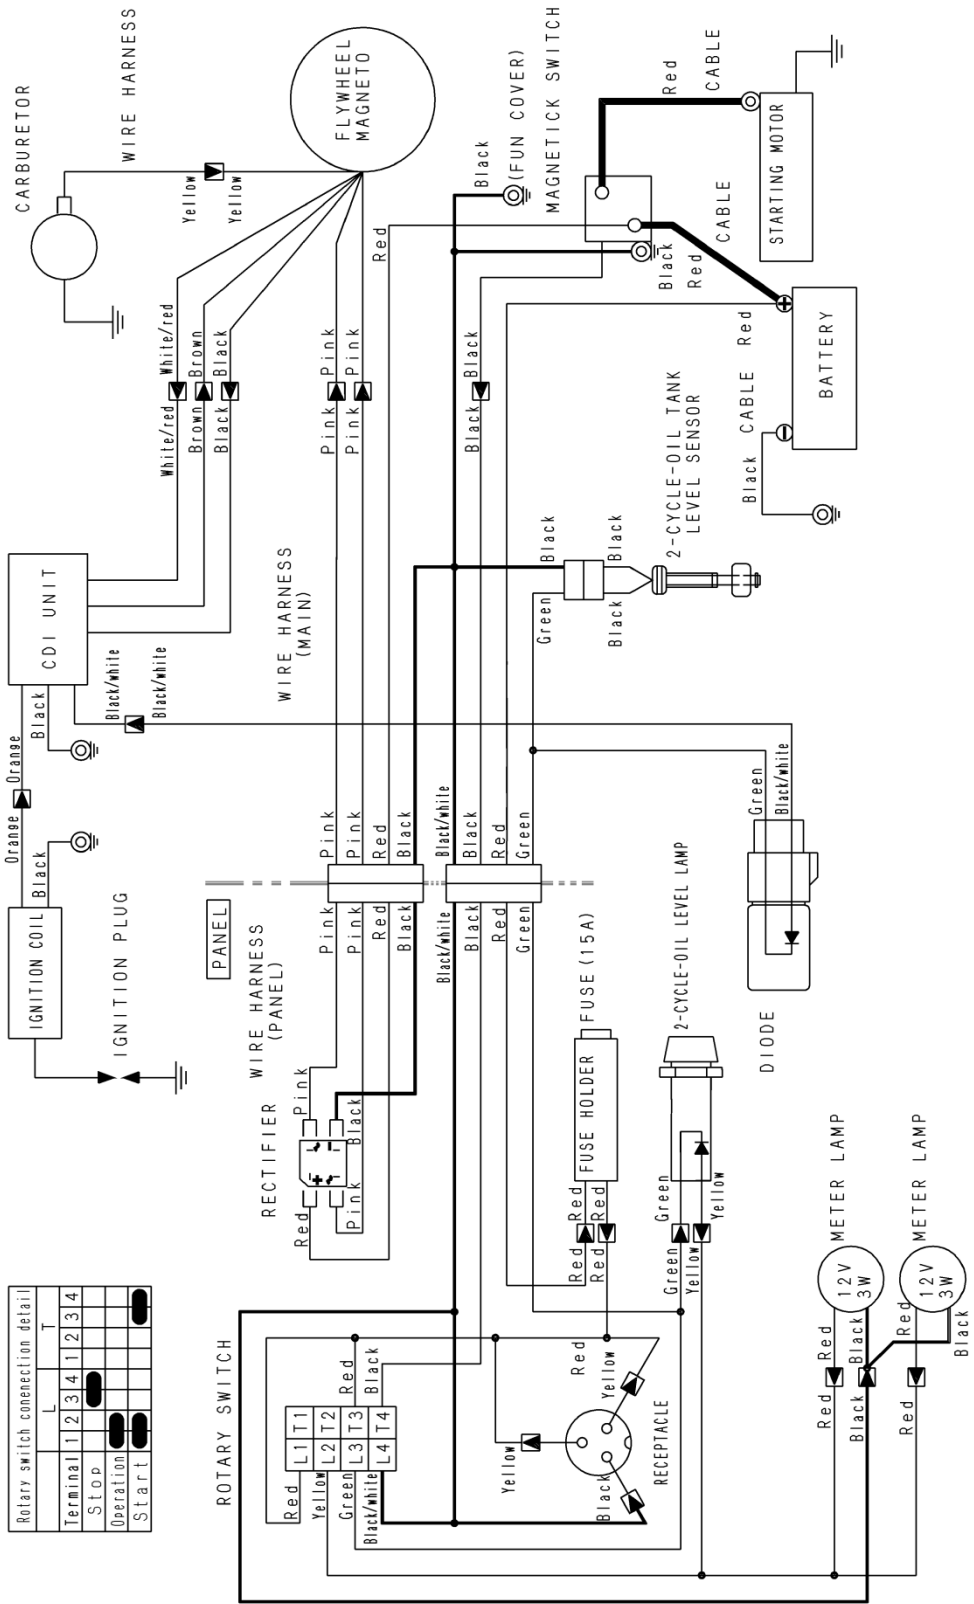 Rotary switch conenection detail
L
T
Terminal 1 2 3 4 1 2 3 4
Stop
Operation
Start
IGNITION COIL
Orange
Orange
Black
Black
IGNITION PLUG
CDI UNIT
Black/white
Black/white
White/red
White/red
Brown
Brown
Black
Black
CARBURETOR
WIRE HARNESS
Yellow
Yellow
FLYWHEEL
MAGNETO
PANEL
WIRE HARNESS
(PANEL)
WIRE HARNESS
(MAIN)
RECTIFIER
Red
Pink
Pink
Black
+
~
~
−
Pink
Pink
Pink
Pink
Red
Red
Black
Black
Pink
Pink
Pink
Pink
Red
Black/white
Black/white
Black
Black
Red
Red
Green
Green
Black
Black
Black
(FUN COVER)
MAGNETICK SWITCH
Black
Red
CABLE
Red
CABLE
STARTING MOTOR
ROTARY SWITCH
L1 T1
L2 T2
L3 T3
L4 T4
Red
Yellow
Green
Black/white
Red
Black
Yellow
Black
Yellow
Red
RECEPTACLE
Red
Red
Red
Red
FUSE HOLDER
FUSE(15A)
Green
Green
Yellow
Yellow
2-CYCLE-OIL LEVEL LAMP
DIODE
Green
Black/white
Green
Black
Black
Black
2-CYCLE-OIL TANK
LEVEL SENSOR
Black
CABLE
Red
−
+
BATTERY
METER LAMP
12V
3W
Red
Red
Black
Black
METER LAMP
12V
3W
Red
Red
Black